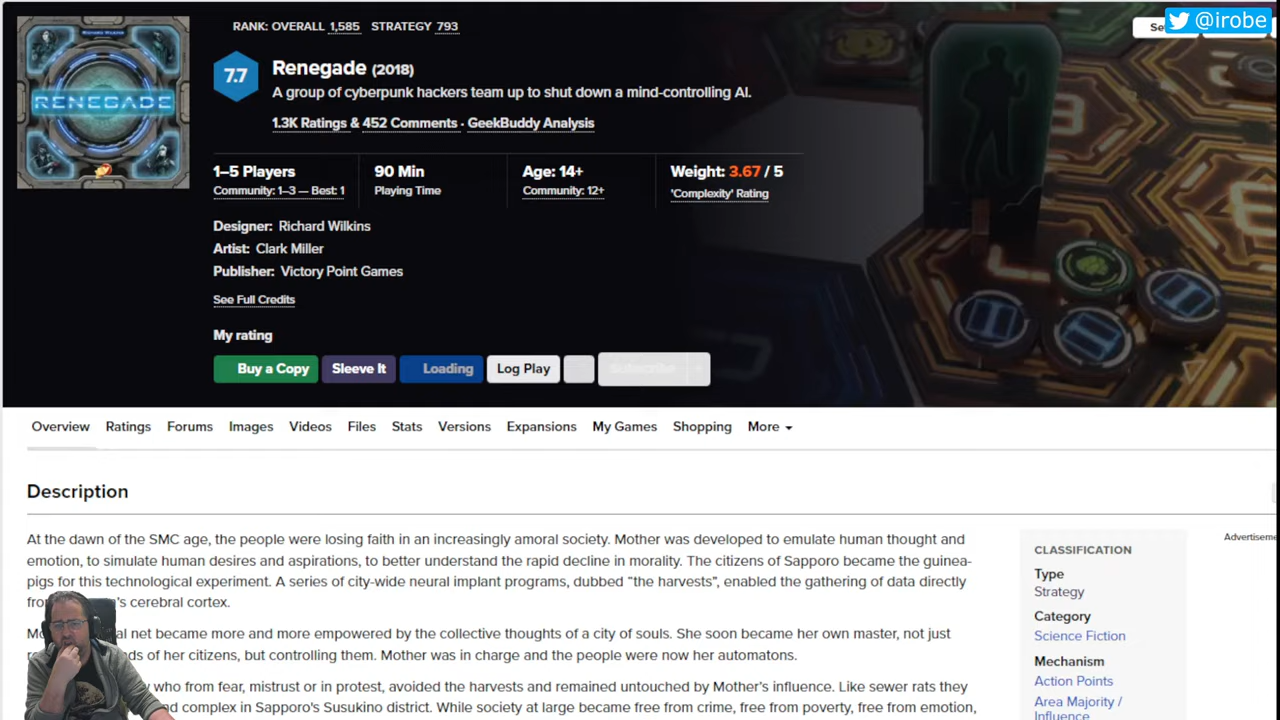 @irobe
RANK: OVERALL 1,585 STRATEGY 793
RICHARD WILKINS
RENEGADE
7.7
Renegade (2018)
A group of cyberpunk hackers team up to shut down a mind-controlling AI.
1.3K Ratings & 452 Comments · GeekBuddy Analysis
1–5 Players
Community: 1–3 — Best: 1
90 Min
Playing Time
Age: 14+
Community: 12+
Weight: 3.67 / 5
'Complexity' Rating
Designer: Richard Wilkins
Artist: Clark Miller
Publisher: Victory Point Games
See Full Credits
My rating
Buy a Copy Sleeve It Loading Log Play Subscribe
Overview Ratings Forums Images Videos Files Stats Versions Expansions My Games Shopping More
Description
At the dawn of the SMC age, the people were losing faith in an increasingly amoral society. Mother was developed to emulate human thought and
emotion, to simulate human desires and aspirations, to better understand the rapid decline in morality. The citizens of Sapporo became the guinea-
pigs for this technological experiment. A series of city-wide neural implant programs, dubbed "the harvests", enabled the gathering of data directly
cerebral cortex.
net became more and more empowered by the collective thoughts of a city of souls. She soon became her own master, not just
of her citizens, but controlling them. Mother was in charge and the people were now her automatons.
who from fear, mistrust or in protest, avoided the harvests and remained untouched by Mother's influence. Like sewer rats they
complex in Sapporo's Susukino district. While society at large became free from crime, free from poverty, free from emotion,
Advertiseme
CLASSIFICATION
Type
Strategy
Category
Science Fiction
Mechanism
Action Points
Area Majority /
Influence